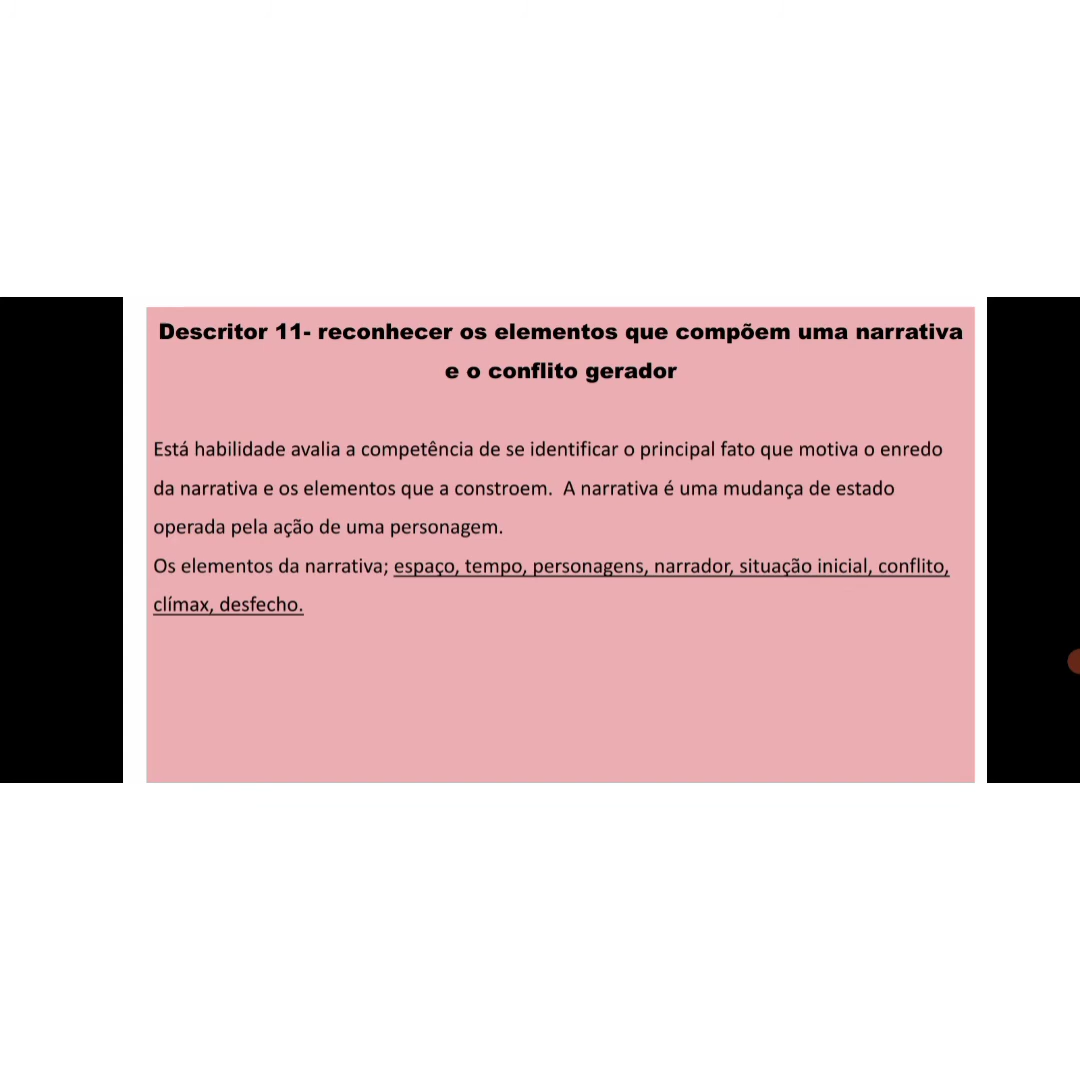 Descritor 11- reconhecer os elementos que compõem uma narrativa
e o conflito gerador
Está habilidade avalia a competência de se identificar o principal fato que motiva o enredo
da narrativa e os elementos que a constroem.  A narrativa é uma mudança de estado
operada pela ação de uma personagem.
Os elementos da narrativa; espaço, tempo, personagens, narrador, situação inicial, conflito,
clímax, desfecho.